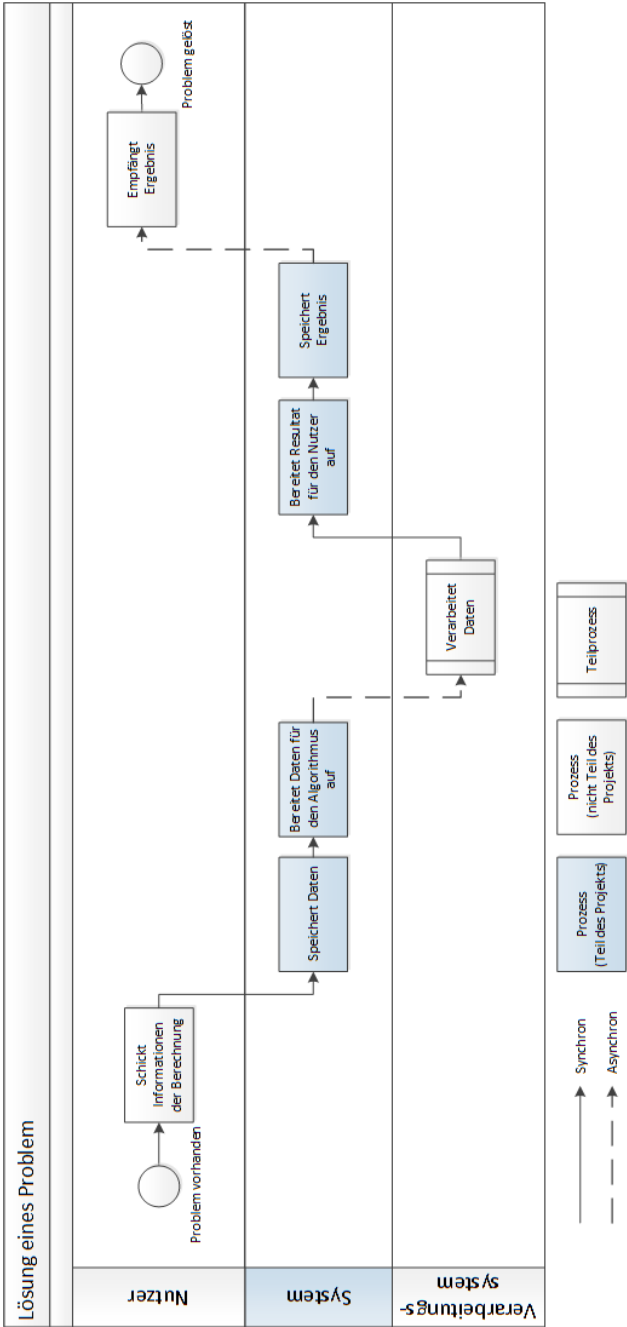 Lösung eines Problem
Nutzer
Problem vorhanden
Schickt
Informationen
der Berechnung
Empfängt
Ergebnis
Problem gelöst
System
Speichert Daten
Bereitet Daten für
den Algorithmus
auf
Bereitet Resultat
für den Nutzer
auf
Speichert
Ergebnis
Verarbeitungs-
system
Verarbeitet
Daten
Synchron
Asynchron
Prozess
(Teil des Projekts)
Prozess
(nicht Teil des
Projekts)
Teilprozess